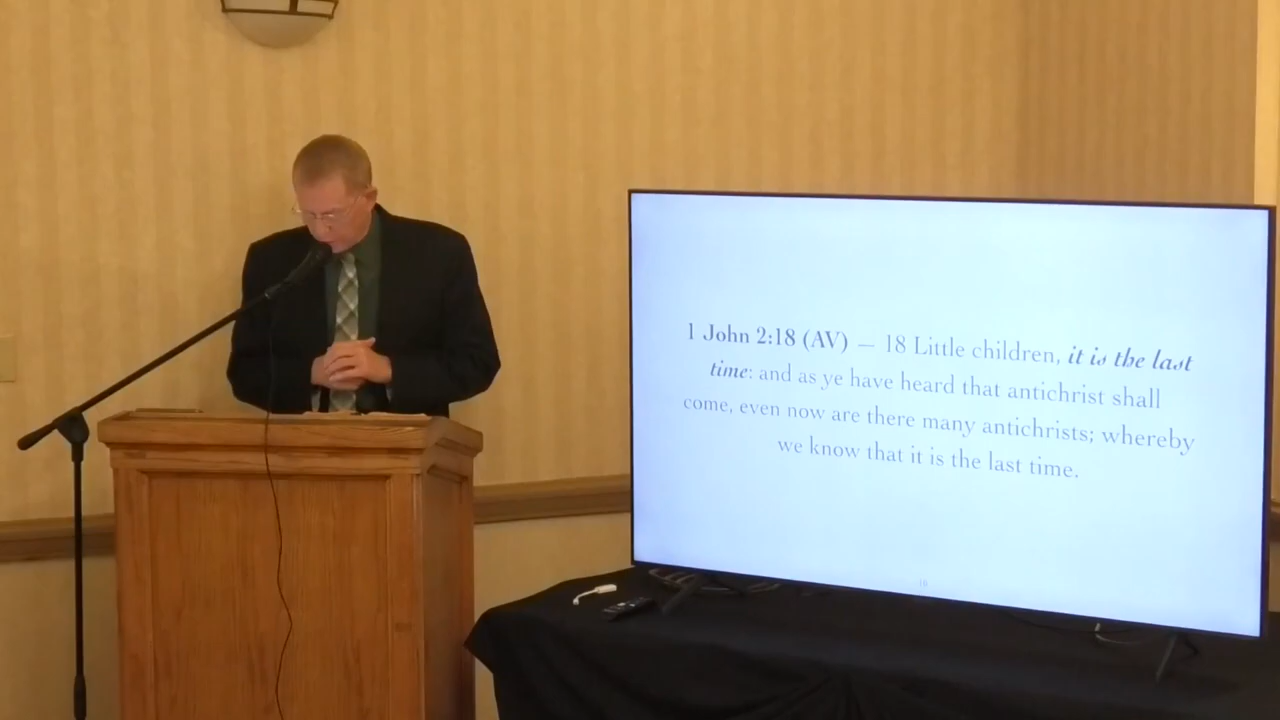 1 John 2:18 (AV) — 18 Little children, it is the last
time: and as ye have heard that antichrist shall
come, even now are there many antichrists; whereby
we know that it is the last time.